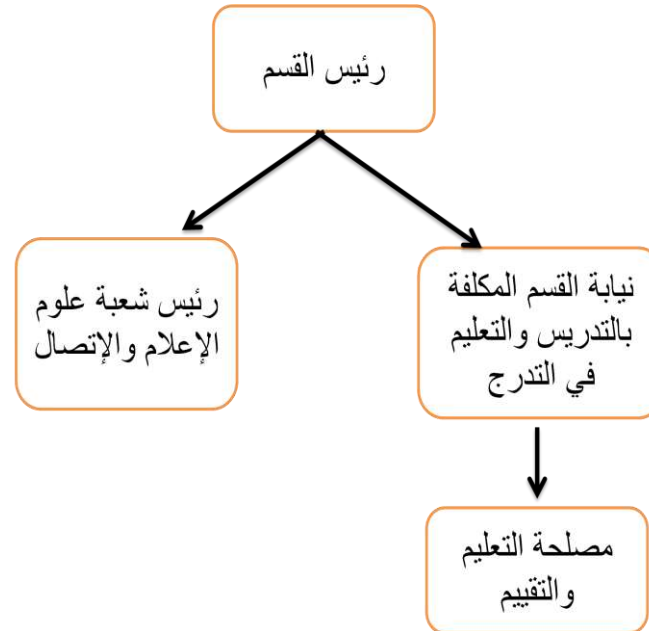 رئيس القسم
نيابة القسم المكلفة
بالتدريس والتعليم
في التدرج
رئيس شعبة علوم
الإعلام والإتصال
مصلحة التعليم
والتقييم